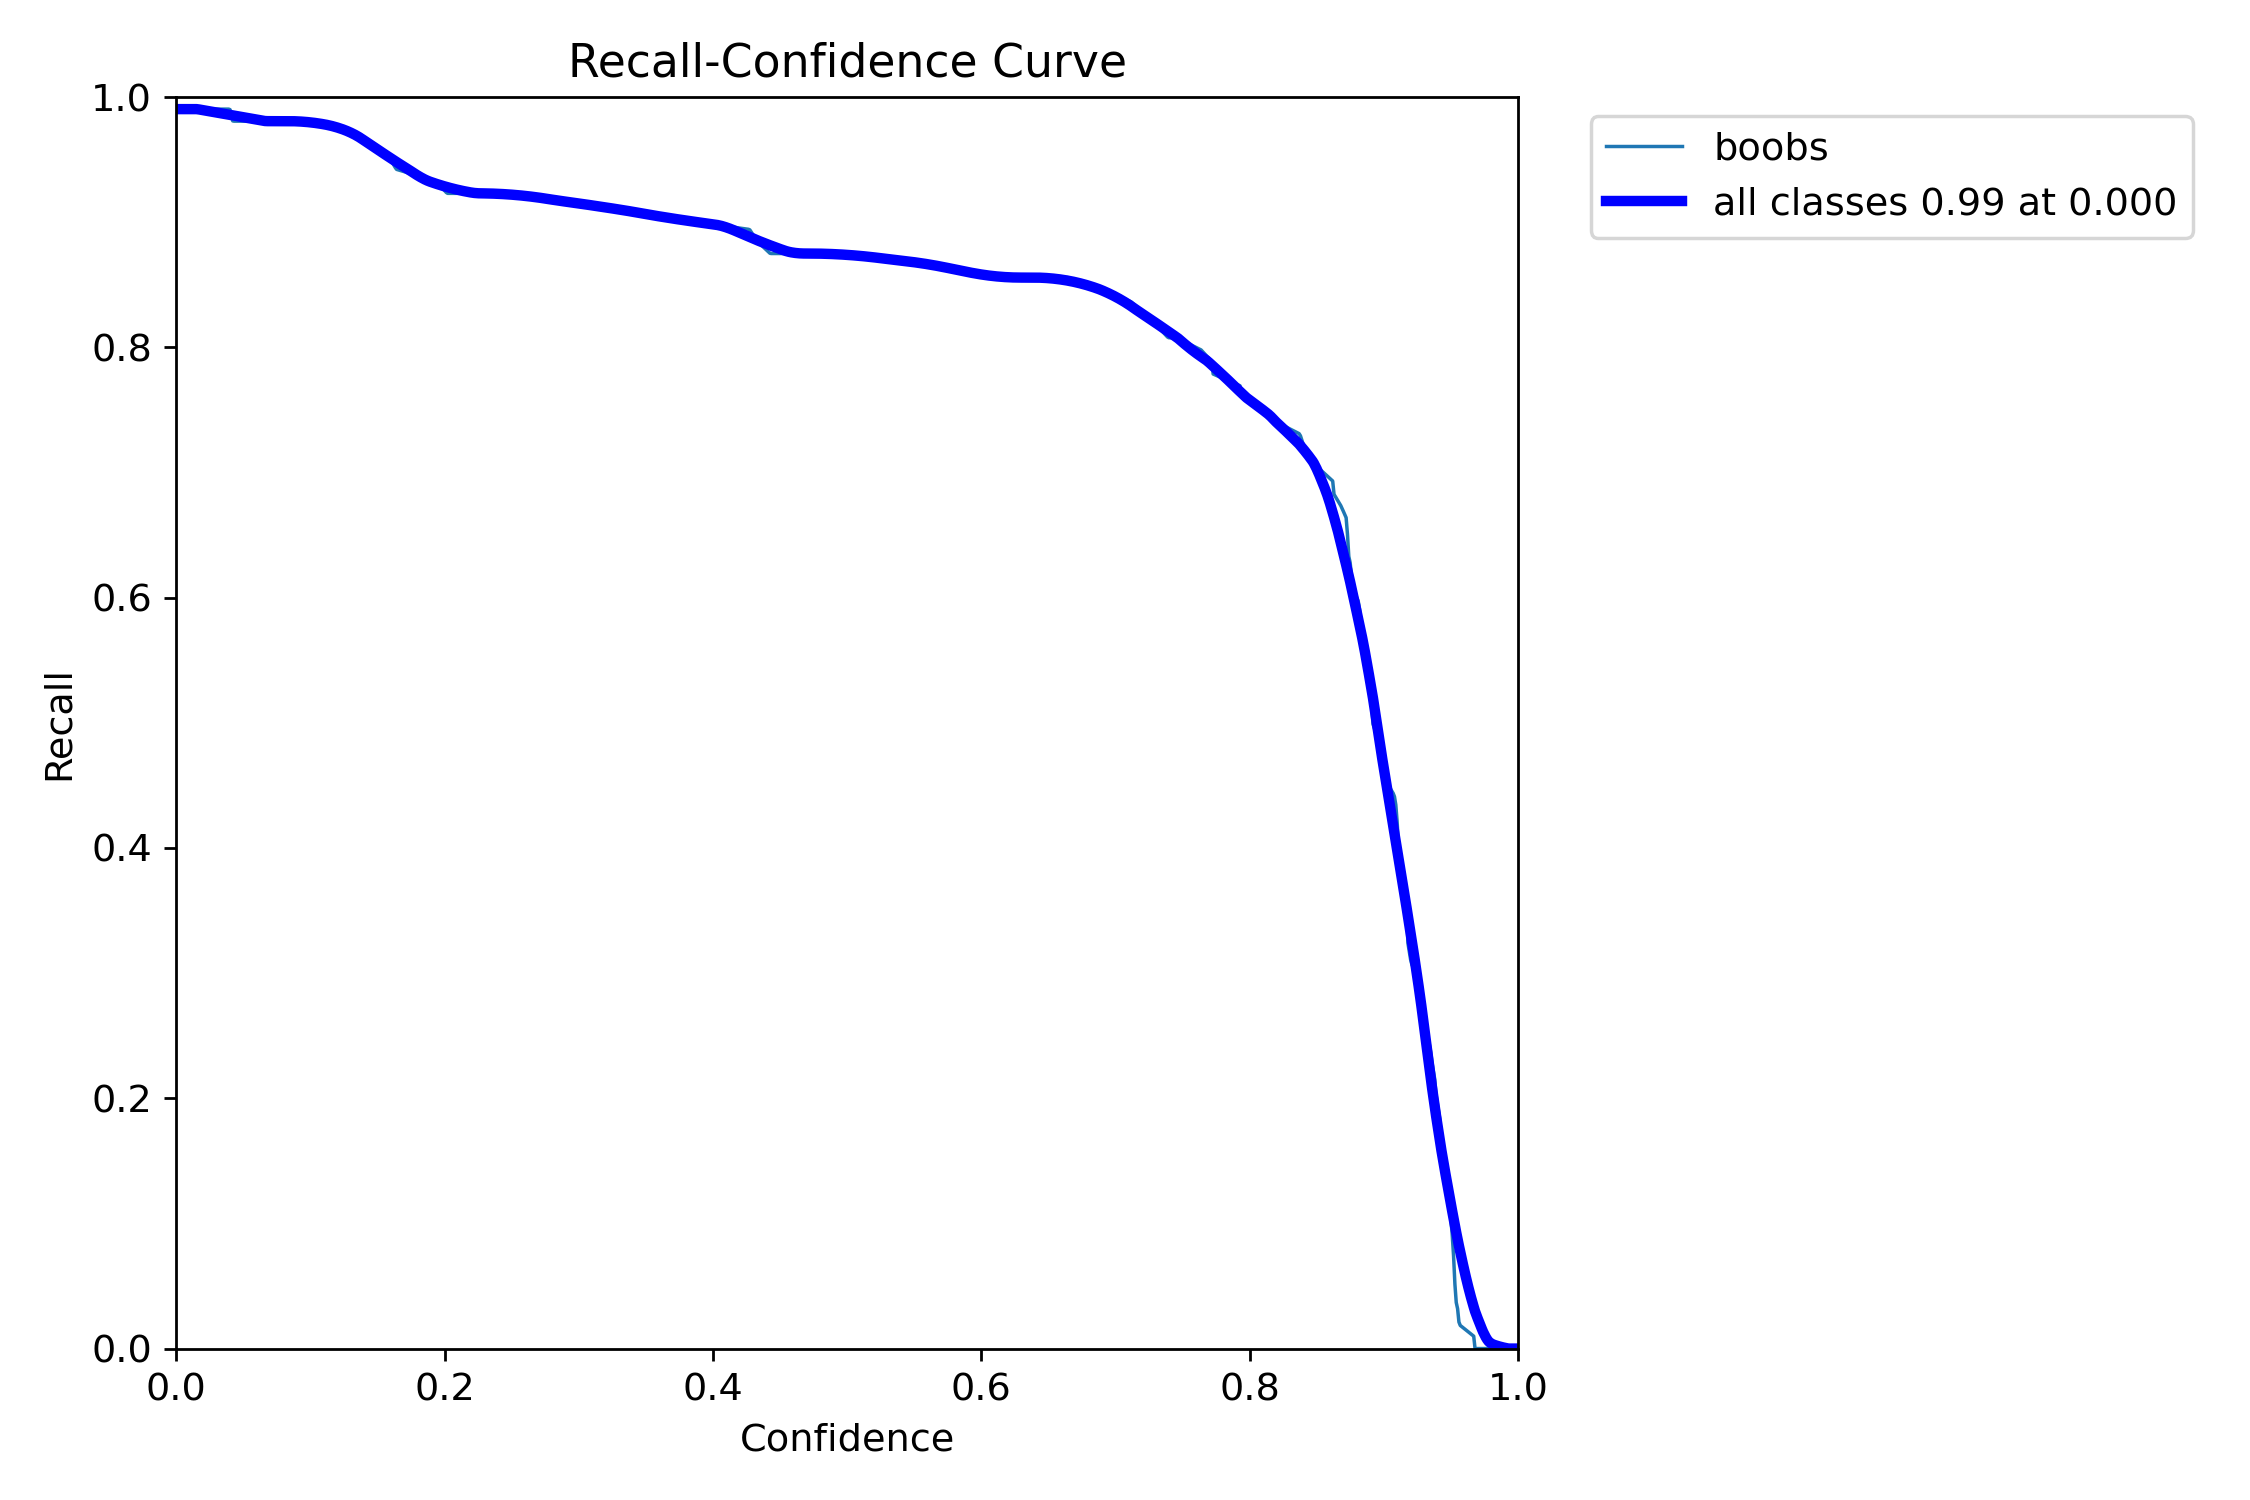 Recall-Confidence Curve
1.0
0.8
0.6
0.4
0.2
0.0
Recall
0.0 0.2 0.4 0.6 0.8 1.0
Confidence
boobs
all classes 0.99 at 0.000